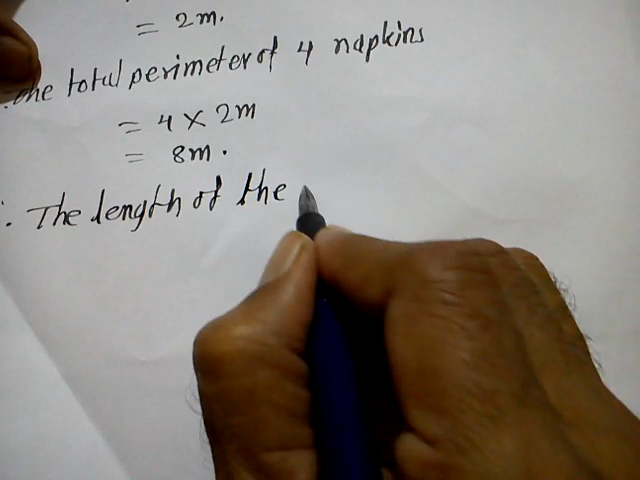 = 2m.
∴ The total perimeter of 4 napkins
= 4 × 2m
= 8m.
∴ The length of the